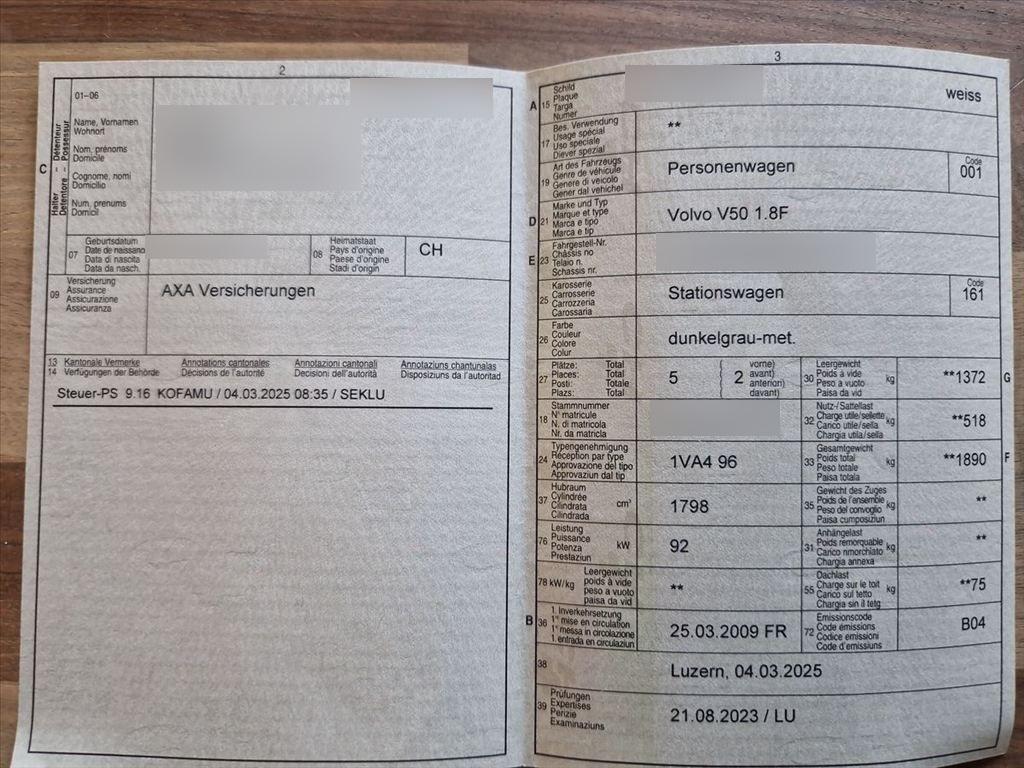 2
01–06
Halter – Détenteur
Detentore – Possessur
C
Name, Vornamen
Wohnort
Nom, prénoms
Domicile
Cognome, nomi
Domicilio
Num, prenums
Domicil
07
Geburtsdatum
Date de naissance
Data di nascita
Data da nasch.
08
Heimatstaat
Pays d'origine
Paese d'origine
Stadi d'origin
CH
09
Versicherung
Assurance
Assicurazione
Assicuranza
AXA Versicherungen
13 Kantonale Vermerke Annotations cantonales Annotazioni cantonali Annotaziuns chantunalas
14 Verfügungen der Behörde Décisions de l'autorité Decisioni dell'autorità Disposiziuns da l'autoritad
Steuer-PS 9.16 KOFAMU / 04.03.2025 08:35 / SEKLU
3
A 15
Schild
Plaque
Targa
Numer
weiss
17
Bes. Verwendung
Usage spécial
Uso speciale
Diever spezial
**
19
Art des Fahrzeugs
Genre de véhicule
Genere di veicolo
Gener dal vehichel
Personenwagen
Code
001
D 21
Marke und Typ
Marque et type
Marca e tipo
Marca e tip
Volvo V50 1.8F
E 23
Fahrgestell-Nr.
Châssis no
Telaio n.
Schassis nr.
25
Karosserie
Carrosserie
Carrozzeria
Carossaria
Stationswagen
Code
161
26
Farbe
Couleur
Colore
Colur
dunkelgrau-met.
27
Plätze: Total
Places: Total
Posti: Totale
Plazs: Total
5
2
vorne)
avant)
anteriori)
davant)
30
Leergewicht
Poids à vide
Peso a vuoto
Paisa da vid
kg
**1372
G
18
Stammnummer
N° matricule
N. di matricola
Nr. da matricla
32
Nutz-/Sattellast
Charge utile/sellette
Carico utile/sella
Chargia utila/sella
kg
**518
24
Typengenehmigung
Réception par type
Approvazione del tipo
Approvaziun dal tip
1VA4 96
33
Gesamtgewicht
Poids total
Peso totale
Paisa totala
kg
**1890
F
37
Hubraum
Cylindrée
Cilindrata
Cilindrada
cm³
1798
35
Gewicht des Zuges
Poids de l'ensemble
Peso del convoglio
Paisa cumposiziun
kg
**
76
Leistung
Puissance
Potenza
Prestaziun
kW
92
31
Anhängelast
Poids remorquable
Carico rimorchiato
Chargia annexa
kg
**
78 kW/kg
Leergewicht
poids à vide
peso a vuoto
paisa da vid
**
55
Dachlast
Charge sur le toit
Carico sul tetto
Chargia sin il tetg
kg
**75
B 36
1. Inverkehrsetzung
1re mise en circulation
1a messa in circolazione
1. entrada en circulaziun
25.03.2009 FR
72
Emissionscode
Code émissions
Codice emissioni
Code d'emissiuns
B04
38
Luzern, 04.03.2025
39
Prüfungen
Expertises
Perizie
Examinaziuns
21.08.2023 / LU